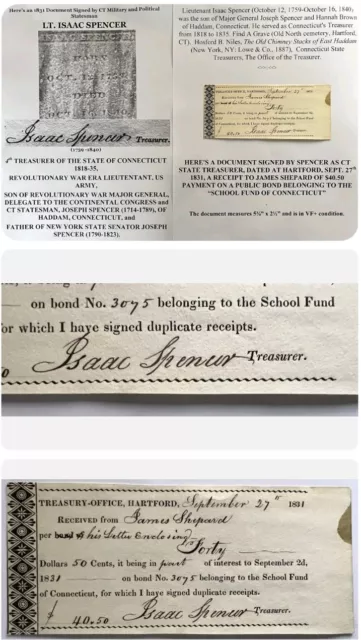 Here's an 1831 Document Signed by CT Military and Political
Statesman
LT. ISAAC SPENCER
Isaac Spencer Treasurer.
(1759-1840)
4th TREASURER OF THE STATE OF CONNECTICUT
1818-35,
REVOLUTIONARY WAR ERA LIEUTENTANT, US
ARMY,
SON OF REVOLUTIONARY WAR MAJOR GENERAL,
DELEGATE TO THE CONTINENTAL CONGRESS and
CT STATESMAN, JOSEPH SPENCER (1714-1789), OF
HADDAM, CONNECTICUT, and
FATHER OF NEW YORK STATE SENATOR JOSEPH
SPENCER (1790-1823).
Lieutenant Isaac Spencer (October 12, 1759-October 16, 1840,
was the son of Major General Joseph Spencer and Hannah Brown
of Haddam, Connecticut. He served as Connecticut's Treasurer
from 1818 to 1835. Find A Grave (Old North cemetery, Hartford,
CT). Hosford B. Niles, The Old Chimney Stacks of East Haddam
(New York, NY: Lowe & Co., 1887), Connecticut State
Treasurers, The Office of the Treasurer.
HERE'S A DOCUMENT SIGNED BY SPENCER AS CT
STATE TREASURER, DATED AT HARTFORD, SEPT. 27th
1831, A RECEIPT TO JAMES SHEPARD OF $40.50
PAYMENT ON A PUBLIC BOND BELONGING TO THE
"SCHOOL FUND OF CONNECTICUT"
The document measures 5¾" x 2½" and is in VF+ condition.
on bond No. 3075 belonging to the School Fund
for which I have signed duplicate receipts.
Isaac Spencer Treasurer.
TREASURY-OFFICE, HARTFORD, September 27th 1831
RECEIVED from James Shepard
per his Letter enclosing
Forty
Dollars 50 Cents, it being part of interest to September 2d,
1831 on bond No. 3075 belonging to the School Fund
of Connecticut, for which I have signed duplicate receipts.
$ 40.50 Isaac Spencer Treasurer.